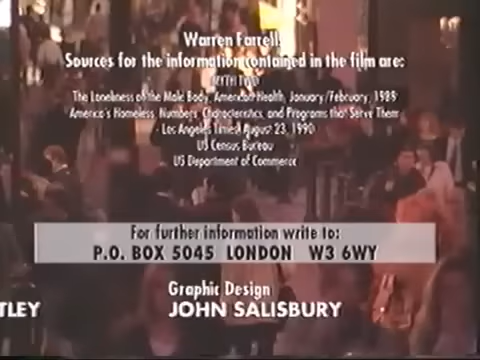 Warren Farrell:
Sources for the information contained in the film are:
MYTH TWO
The Loneliness of the Male Body, American Health, January/February, 1989
America's Homeless: Numbers, Characteristics, and Programs that Serve Them
Los Angeles Times, August 23, 1990
US Census Bureau
US Department of Commerce
For further information write to:
P.O. BOX 5045 LONDON W3 6WY
Graphic Design
TLEY JOHN SALISBURY